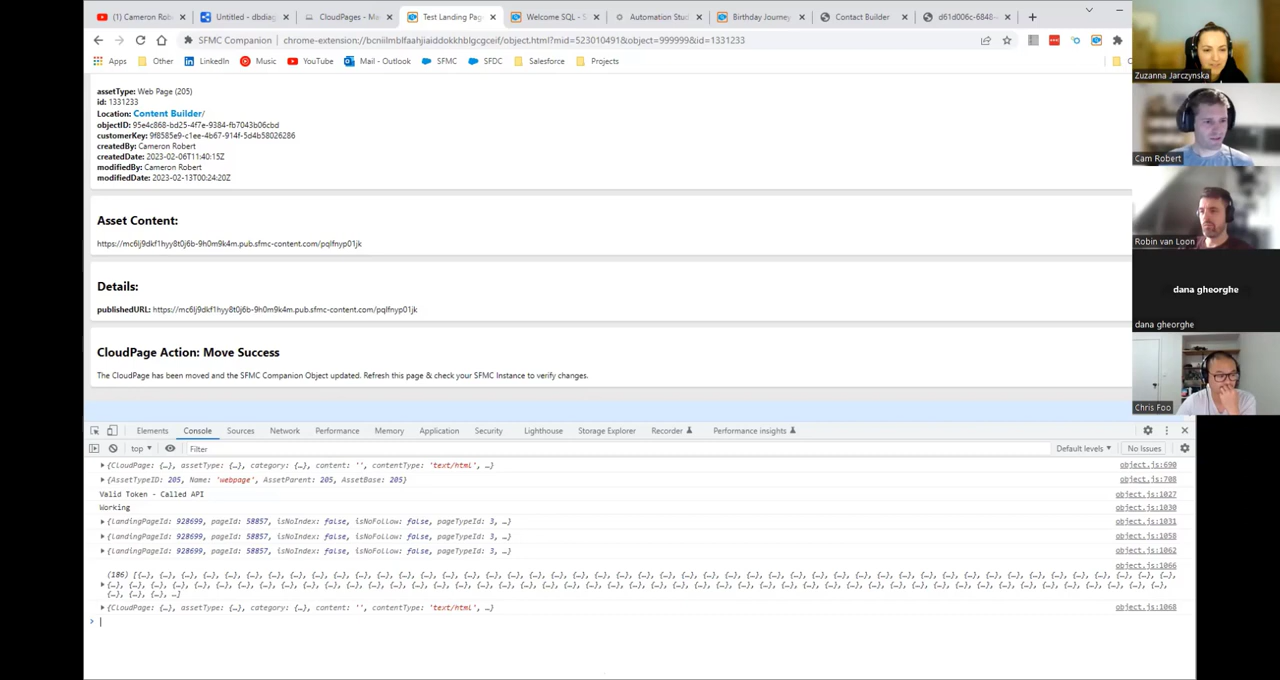 (1) Cameron R
Untitled - dbdiag
CloudPages - Ma
Test Landing Pag
Welcome SQL - S
Automation Stud
Birthday Journey
Contact Builder
d61d006c-6848-
SFMC Companion
chrome-extension://bcniilmblfaahjiaiddokkhblgcgceif/object.html?mid=523010491&object=999999&id=1331233
Apps
Other
LinkedIn
Music
YouTube
Mail - Outlook
SFMC
SFDC
Salesforce
Projects
assetType: Web Page (205)
id: 1331233
Location: Content Builder/
objectID: 95e4c868-bd25-4f7e-9384-fb7043b06cbd
customerKey: 9f8585e9-c1ee-4b67-914f-5d4b58026286
createdBy: Cameron Robert
createdDate: 2023-02-06T11:40:15Z
modifiedBy: Cameron Robert
modifiedDate: 2023-02-13T00:24:20Z
Asset Content:
https://mc6lj9dkf1hyy8t0j6b-9h0m9k4m.pub.sfmc-content.com/pqlfnyp01jk
Details:
publishedURL: https://mc6lj9dkf1hyy8t0j6b-9h0m9k4m.pub.sfmc-content.com/pqlfnyp01jk
CloudPage Action: Move Success
The CloudPage has been moved and the SFMC Companion Object updated. Refresh this page & check your SFMC Instance to verify changes.
Zuzanna Jarczynska
Cam Robert
Robin van Loon
dana gheorghe
dana gheorghe
Chris Foo
Elements
Console
Sources
Network
Performance
Memory
Application
Security
Lighthouse
Storage Explorer
Recorder
Performance insights
top
Filter
Default levels
No Issues
{CloudPage: {…}, assetType: {…}, category: {…}, content: '', contentType: 'text/html', …} object.js:690
{AssetTypeID: 205, Name: 'webpage', AssetParent: 205, AssetBase: 205} object.js:708
Valid Token - Called API object.js:1027
Working object.js:1030
{landingPageId: 928699, pageId: 58857, isNoIndex: false, isNoFollow: false, pageTypeId: 3, …} object.js:1031
{landingPageId: 928699, pageId: 58857, isNoIndex: false, isNoFollow: false, pageTypeId: 3, …} object.js:1058
{landingPageId: 928699, pageId: 58857, isNoIndex: false, isNoFollow: false, pageTypeId: 3, …} object.js:1062
object.js:1066
(186) [{…}, {…}, {…}, {…}, {…}, {…}, {…}, {…}, {…}, {…}, {…}, {…}, {…}, {…}, {…}, {…}, {…}, {…}, {…}, {…}, {…}, {…}, {…}, {…}, {…}, {…}, {…}, {…}, {…}, {…}, {…}, {…}, {…}, {…}, {…}, {…}, {…}, {…}, {…}, {…}, {…}, {…}, {…}, {…}, {…}, {…}, {…},
{…}, {…}, {…}, {…}, {…}, {…}, {…}, {…}, {…}, {…}, {…}, {…}, {…}, {…}, {…}, {…}, {…}, {…}, {…}, {…}, {…}, {…}, {…}, {…}, {…}, {…}, {…}, {…}, {…}, {…}, {…}, {…}, {…}, {…}, {…}, {…}, {…}, {…}, {…}, {…}, {…}, {…}, {…}, {…}, {…}, {…}, {…}, {…},
{…}, {…}, {…}, …]
{CloudPage: {…}, assetType: {…}, category: {…}, content: '', contentType: 'text/html', …} object.js:1068